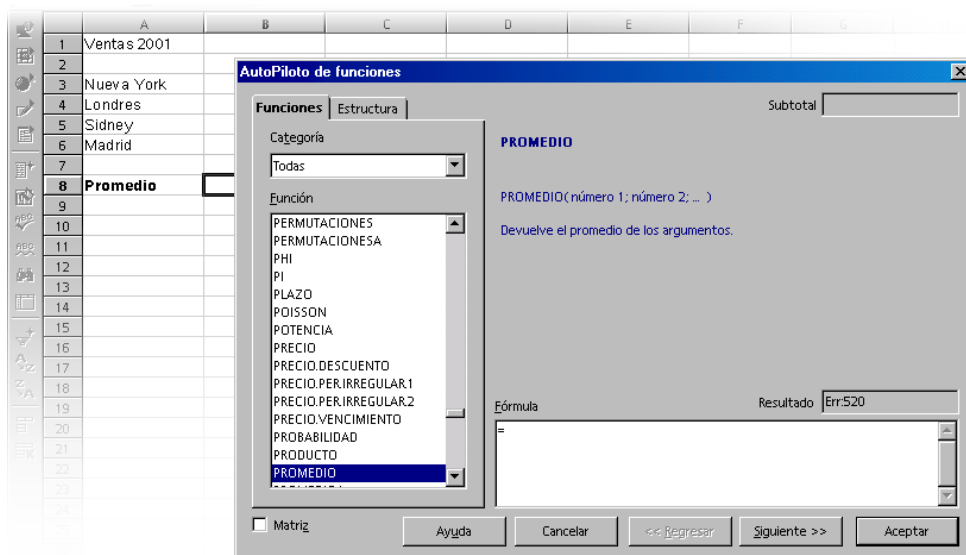 A B C D E F G
1 Ventas 2001
2
3 Nueva York
4 Londres
5 Sidney
6 Madrid
7
8 Promedio
9
10
11
12
13
14
15
16
17
18
19
20
21
22
23
24
AutoPiloto de funciones
Funciones Estructura
Subtotal
Categoría
Todas
Función
PERMUTACIONES
PERMUTACIONESA
PHI
PI
PLAZO
POISSON
POTENCIA
PRECIO
PRECIO.DESCUENTO
PRECIO.PER.IRREGULAR.1
PRECIO.PER.IRREGULAR.2
PRECIO.VENCIMIENTO
PROBABILIDAD
PRODUCTO
PROMEDIO
PROMEDIO
PROMEDIO( número 1; número 2; ... )
Devuelve el promedio de los argumentos.
Fórmula
Resultado Err:520
=
Matriz
Ayuda
Cancelar
<< Regresar
Siguiente >>
Aceptar